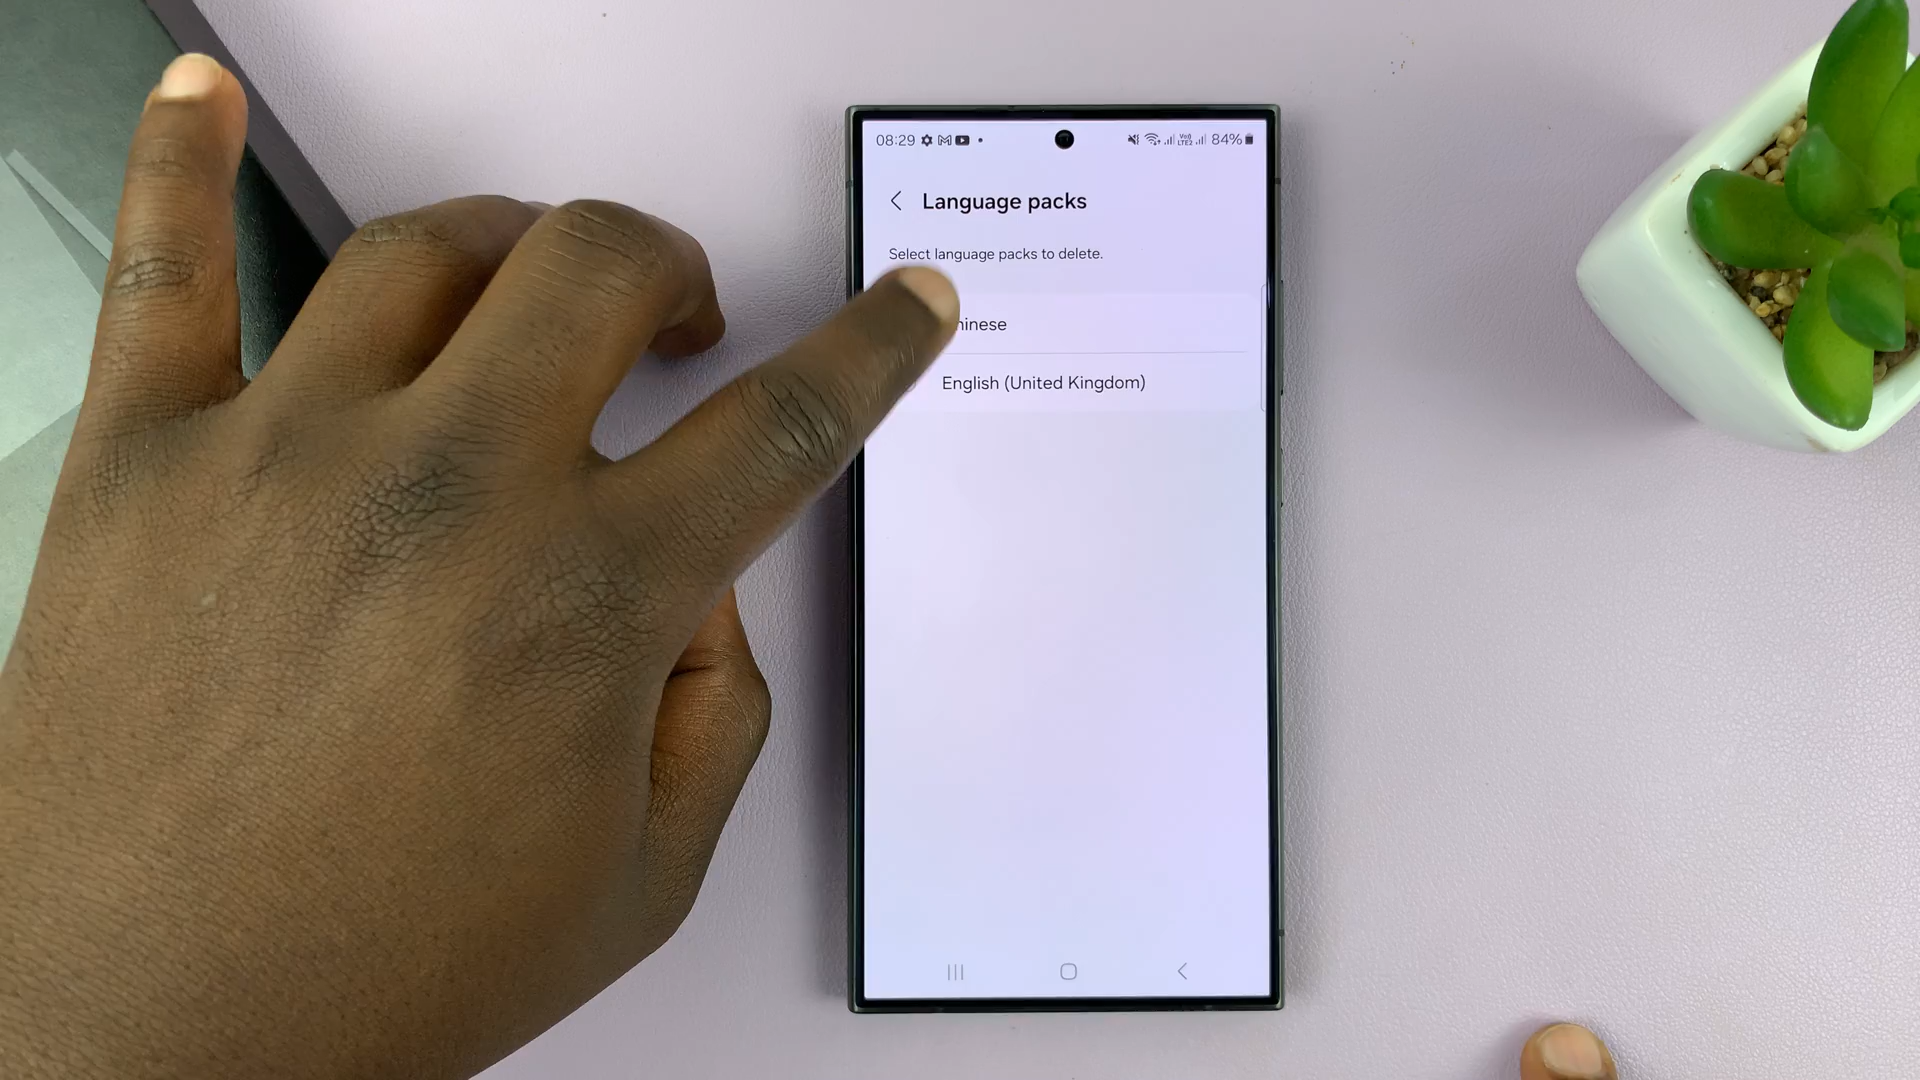 08:29 84%
Language packs
Select language packs to delete.
hinese
English (United Kingdom)